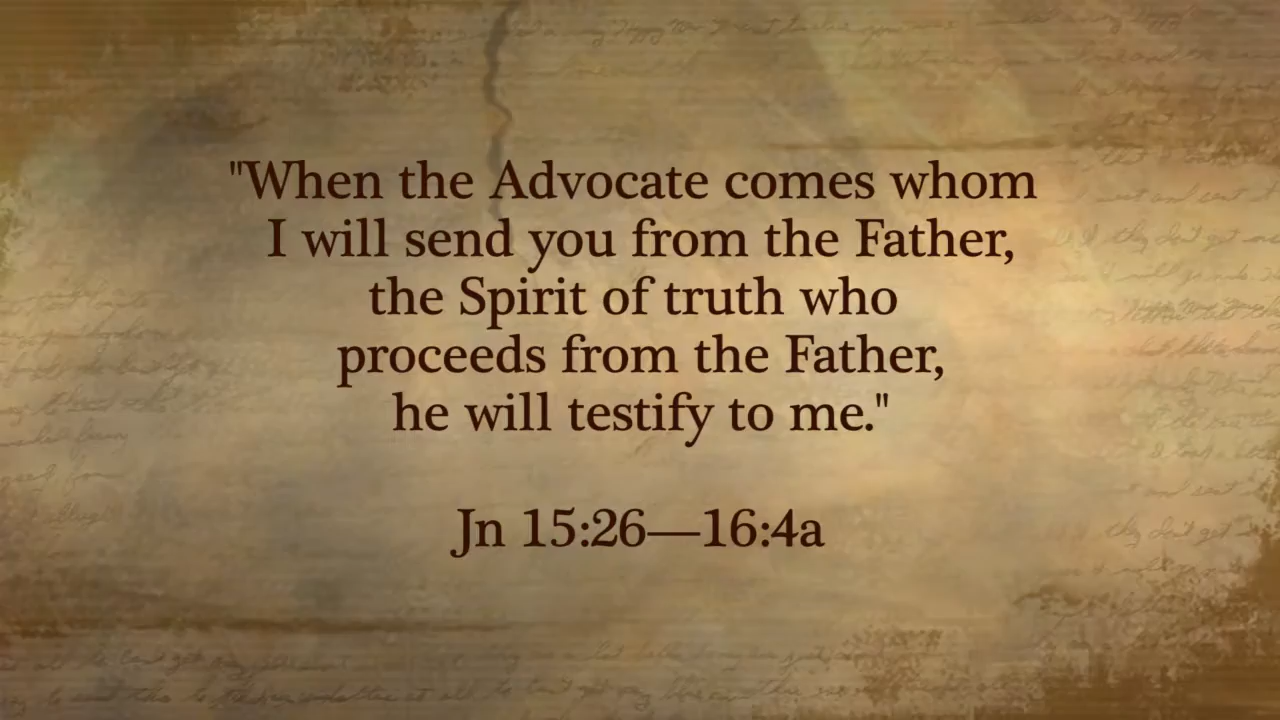 "When the Advocate comes whom
I will send you from the Father,
the Spirit of truth who
proceeds from the Father,
he will testify to me."
Jn 15:26—16:4a